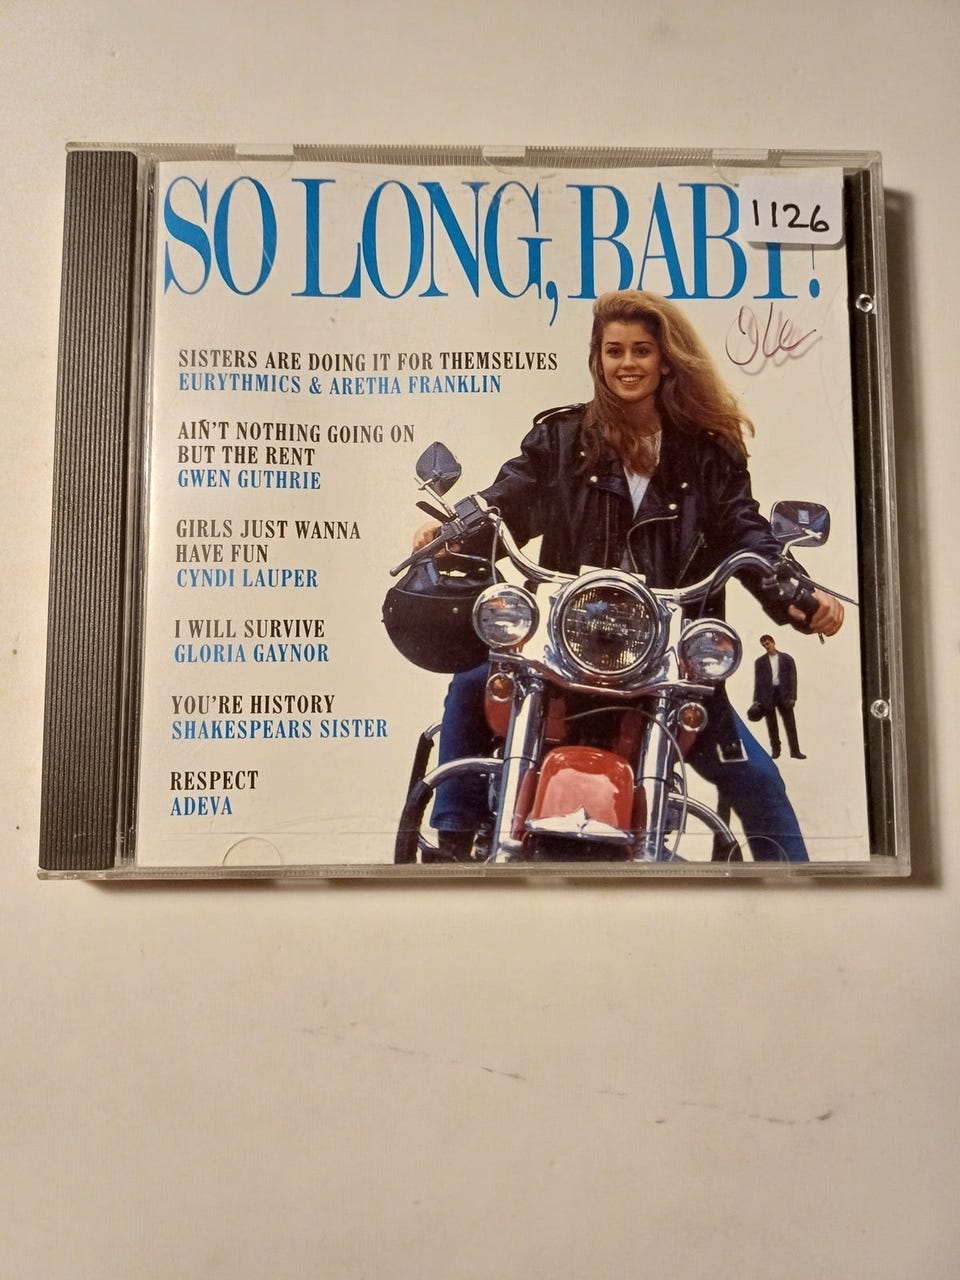 SO LONG, BABY!
1126
SISTERS ARE DOING IT FOR THEMSELVES
EURYTHMICS & ARETHA FRANKLIN
AIN'T NOTHING GOING ON
BUT THE RENT
GWEN GUTHRIE
GIRLS JUST WANNA
HAVE FUN
CYNDI LAUPER
I WILL SURVIVE
GLORIA GAYNOR
YOU'RE HISTORY
SHAKESPEARS SISTER
RESPECT
ADEVA